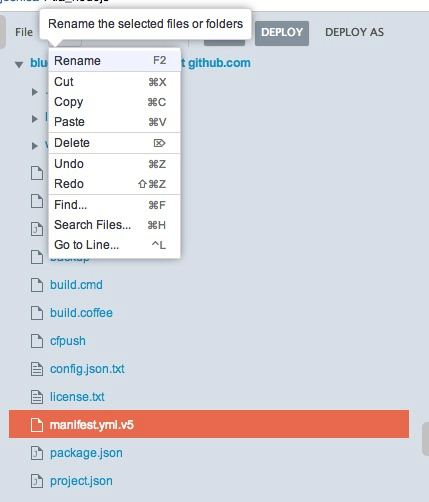 Rename the selected files or folders
File
DEPLOY
DEPLOY AS
github.com
Rename F2
Cut ⌘X
Copy ⌘C
Paste ⌘V
Delete ⌦
Undo ⌘Z
Redo ⇧⌘Z
Find... ⌘F
Search Files... ⌘H
Go to Line... ^L
backup
build.cmd
build.coffee
cfpush
config.json.txt
license.txt
manifest.yml.v5
package.json
project.json